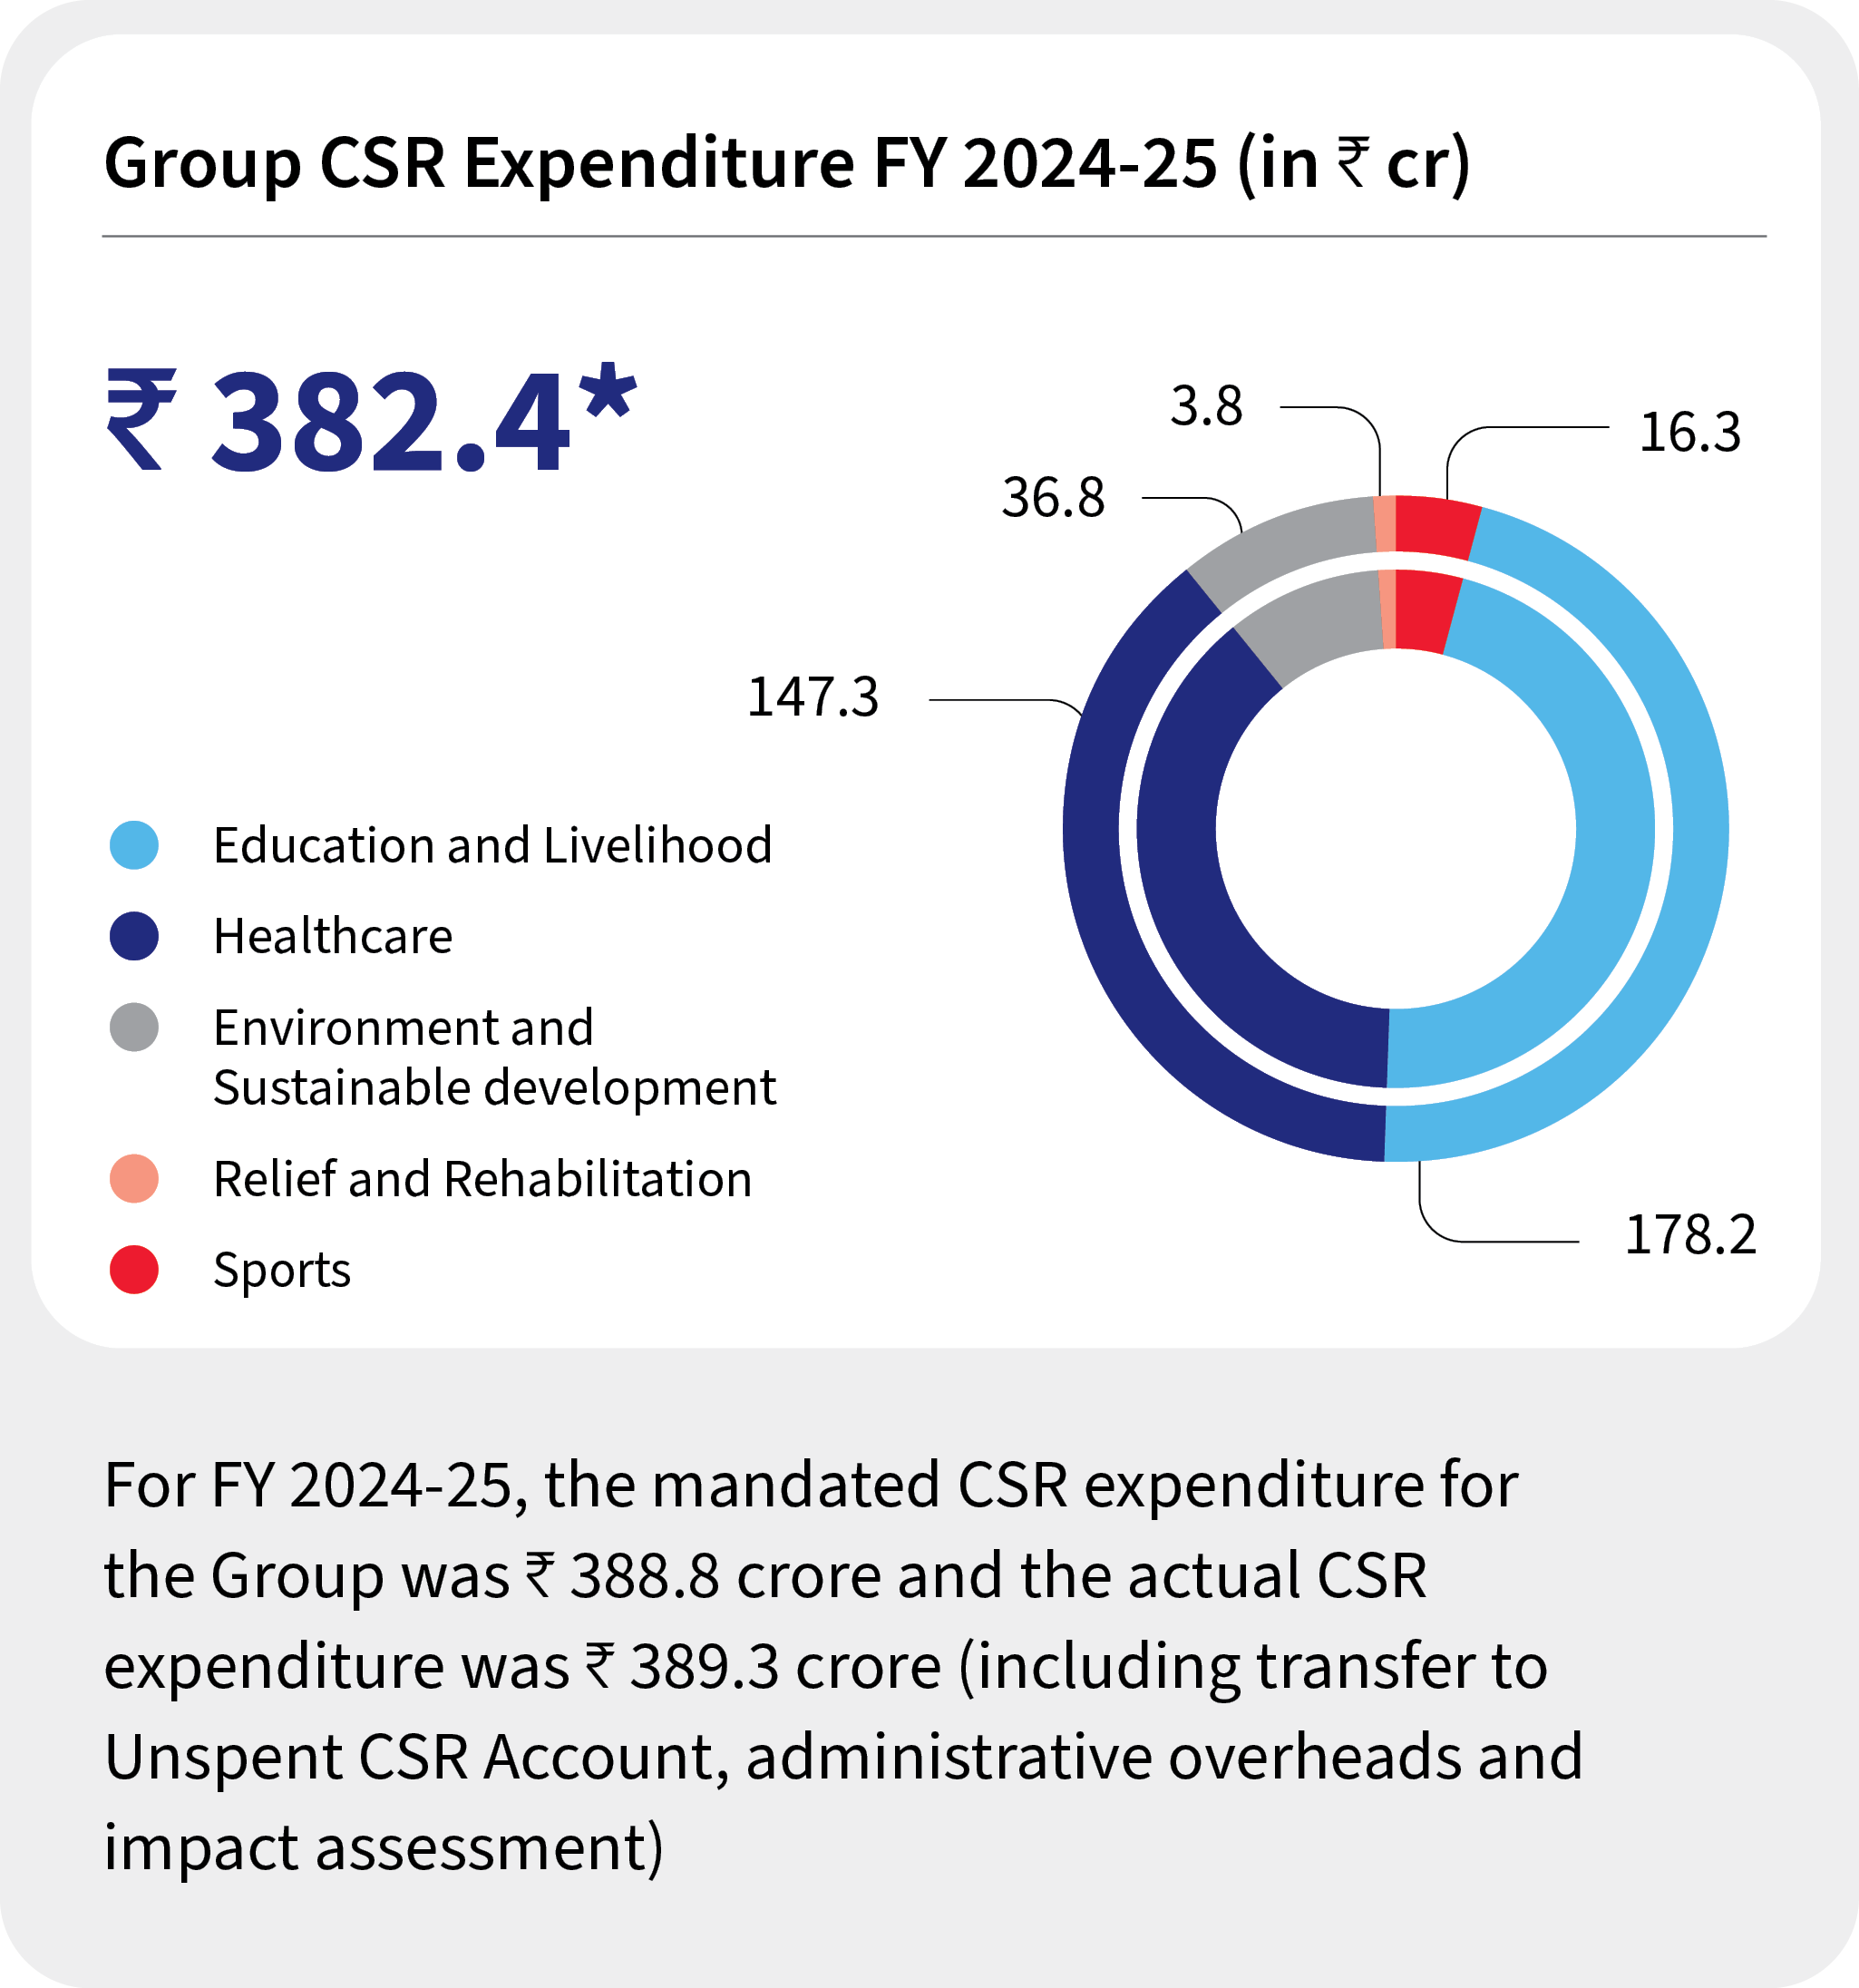 Group CSR Expenditure FY 2024-25 (in ₹ cr)
₹ 382.4*
3.8
16.3
36.8
147.3
178.2
Education and Livelihood
Healthcare
Environment and
Sustainable development
Relief and Rehabilitation
Sports
For FY 2024-25, the mandated CSR expenditure for
the Group was ₹ 388.8 crore and the actual CSR
expenditure was ₹ 389.3 crore (including transfer to
Unspent CSR Account, administrative overheads and
impact assessment)